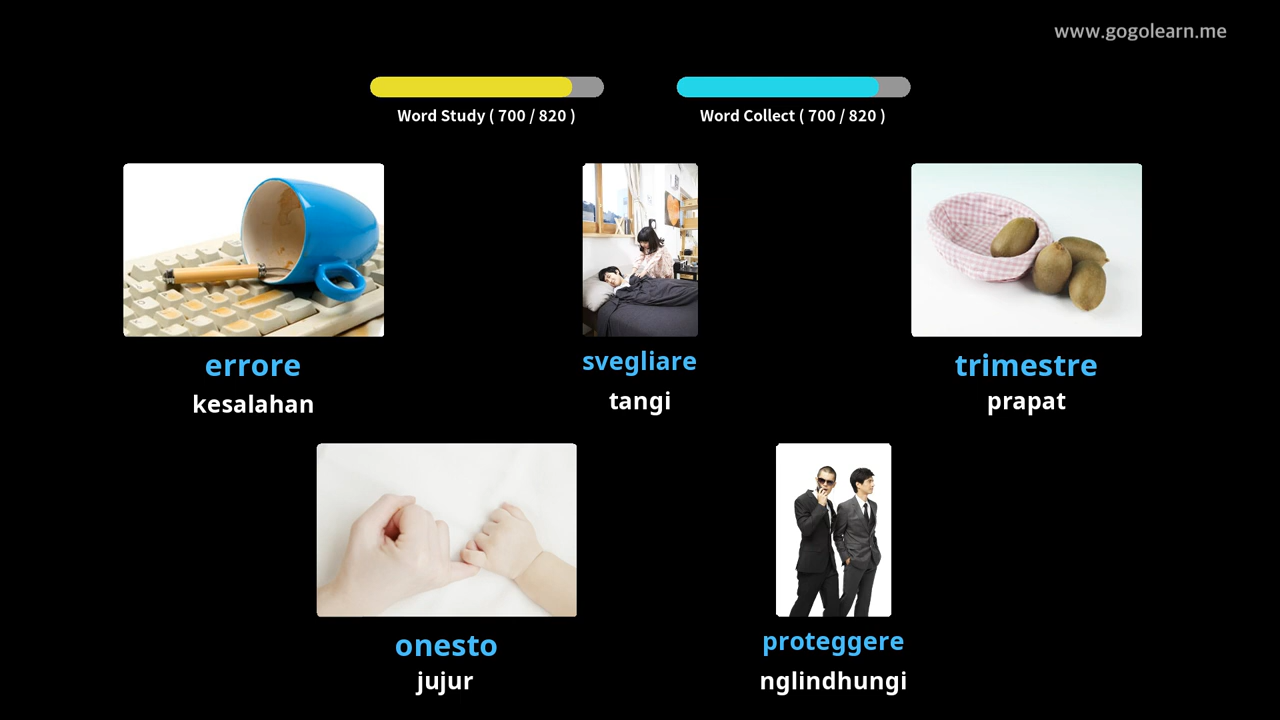 www.gogolearn.me
Word Study ( 700 / 820 )
Word Collect ( 700 / 820 )
errore
kesalahan
svegliare
tangi
trimestre
prapat
onesto
jujur
proteggere
nglindhungi